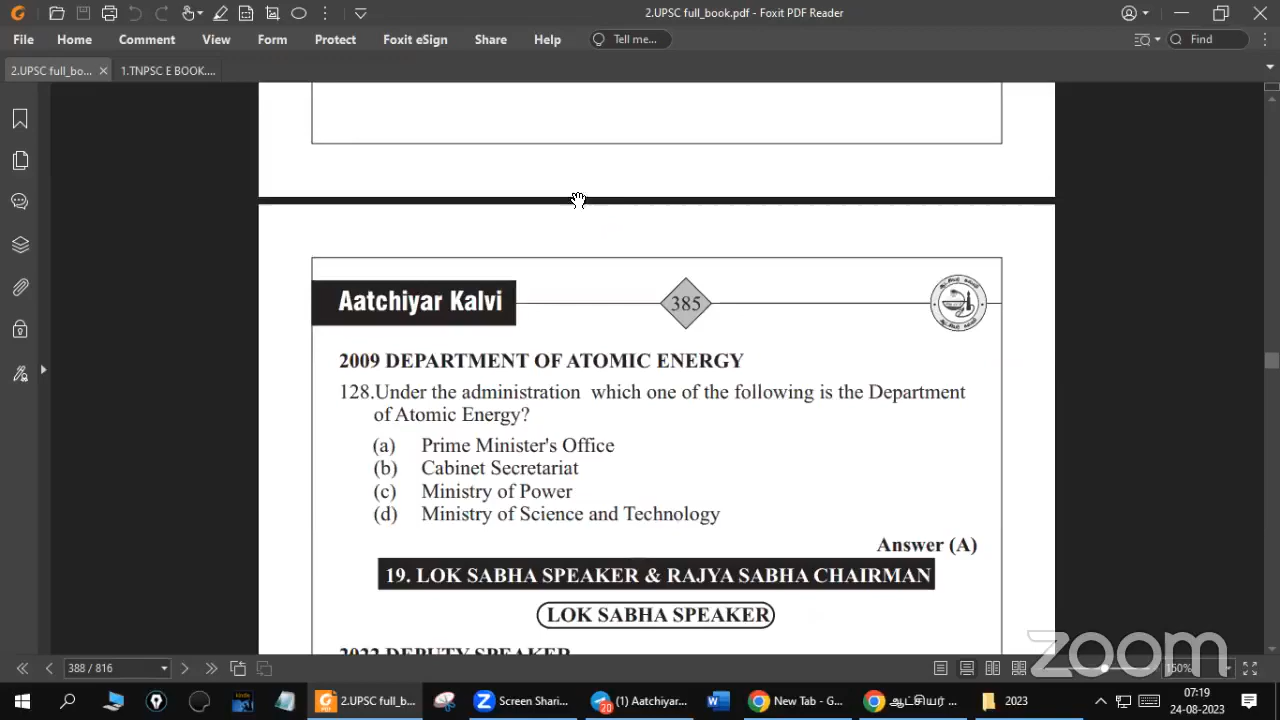 2.UPSC full_book.pdf - Foxit PDF Reader
File Home Comment View Form Protect Foxit eSign Share Help Tell me... Find
2.UPSC full_bo... 1.TNPSC E BOOK....
Aatchiyar Kalvi 385
2009 DEPARTMENT OF ATOMIC ENERGY
128.Under the administration which one of the following is the Department
of Atomic Energy?
(a) Prime Minister's Office
(b) Cabinet Secretariat
(c) Ministry of Power
(d) Ministry of Science and Technology
Answer (A)
19. LOK SABHA SPEAKER & RAJYA SABHA CHAIRMAN
LOK SABHA SPEAKER
2022 DEPUTY SPEAKER
zoom
388 / 816 150%
2.UPSC full_b... Screen Shari... 20 (1) Aatchiyar... New Tab - G... ஆட்சியர் ... 2023 07:19
24-08-2023